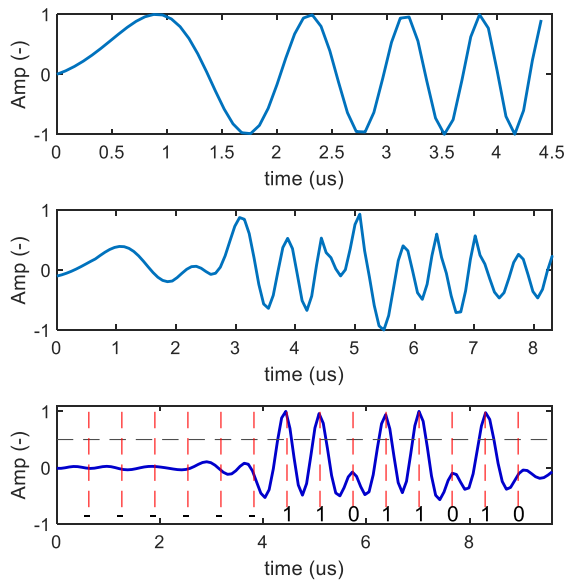 1
0
-1
Amp (-)
0 0.5 1 1.5 2 2.5 3 3.5 4 4.5
time (us)
1
0
-1
Amp (-)
0 1 2 3 4 5 6 7 8
time (us)
1
0
-1
Amp (-)
- - - - - - 1 1 0 1 1 0 1 0
0 2 4 6 8
time (us)